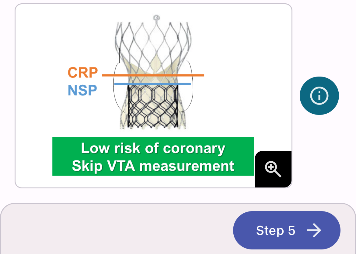 CRP
NSP
Low risk of coronary
Skip VTA measurement
Step 5